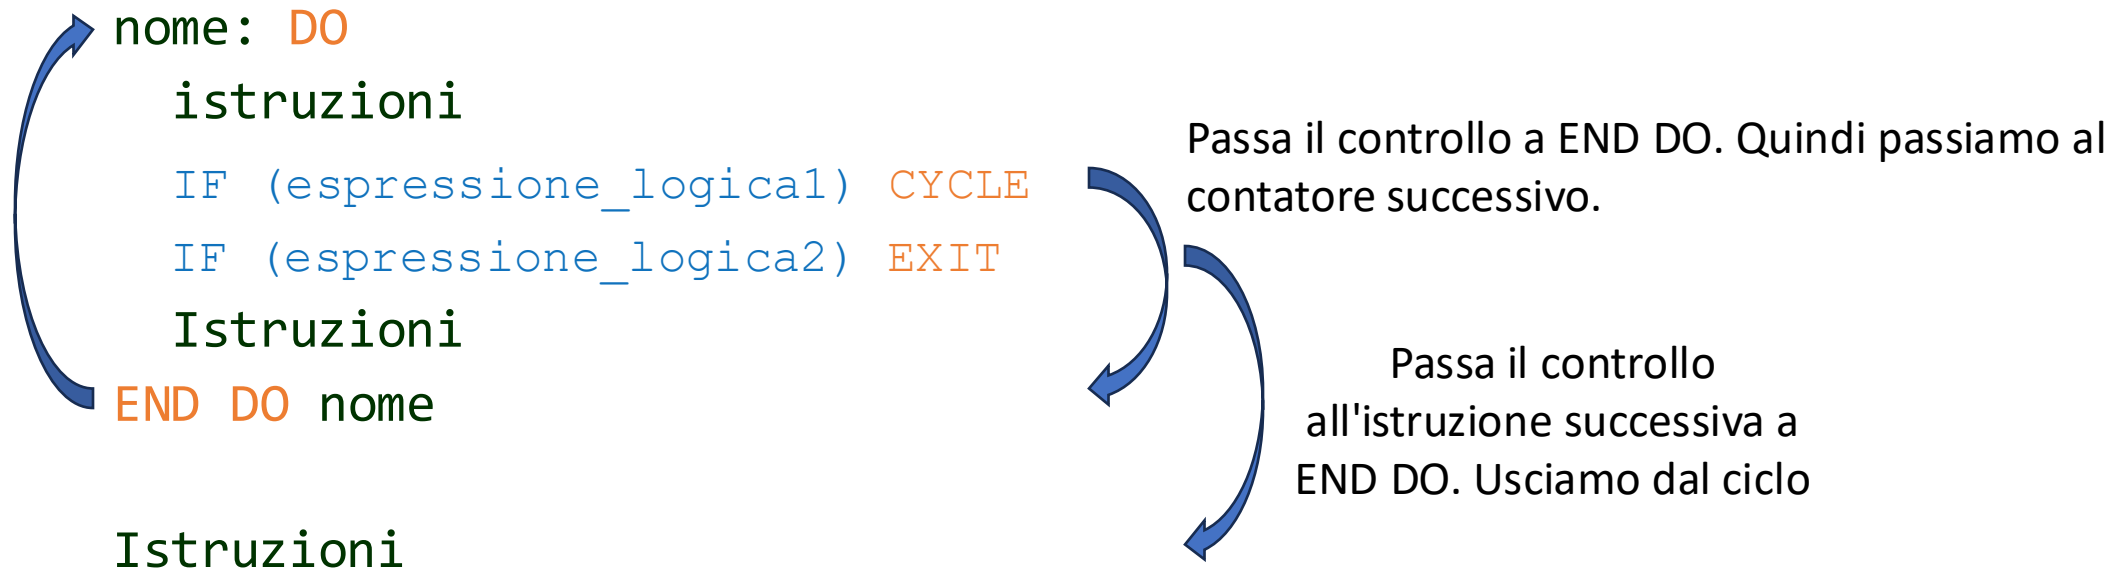 nome: DO
istruzioni
IF (espressione_logica1) CYCLE
IF (espressione_logica2) EXIT
Istruzioni
END DO nome
Istruzioni
Passa il controllo a END DO. Quindi passiamo al
contatore successivo.
Passa il controllo
all'istruzione successiva a
END DO. Usciamo dal ciclo